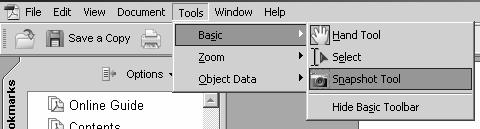 File Edit View Document Tools Window Help
Save a Copy
Basic
Zoom
Object Data
Hand Tool
Select
Snapshot Tool
Hide Basic Toolbar
Options
okmarks
Online Guide
Contents